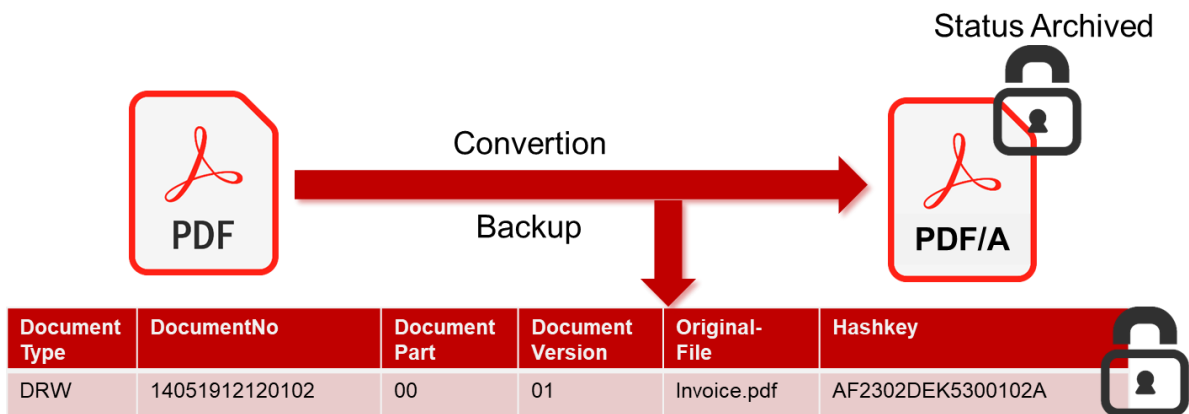 Status Archived
Convertion
PDF
Backup
PDF/A
Document Type
DocumentNo
Document Part
Document Version
Original-File
Hashkey
DRW 14051912120102 00 01 Invoice.pdf AF2302DEK5300102A